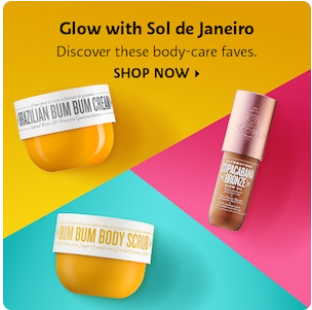 Glow with Sol de Janeiro
Discover these body-care faves.
SHOP NOW
BRAZILIAN BUM BUM CREAM
COPACABANA
BRONZE
BUM BUM BODY SCRUB